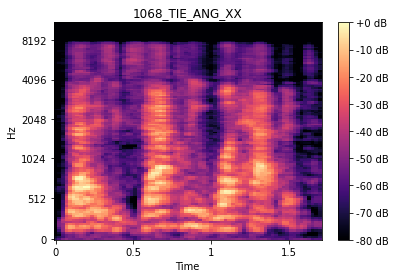 1068_TIE_ANG_XX
Hz
8192
4096
2048
1024
512
0
0
0.5
1
1.5
Time
+0 dB
-10 dB
-20 dB
-30 dB
-40 dB
-50 dB
-60 dB
-70 dB
-80 dB